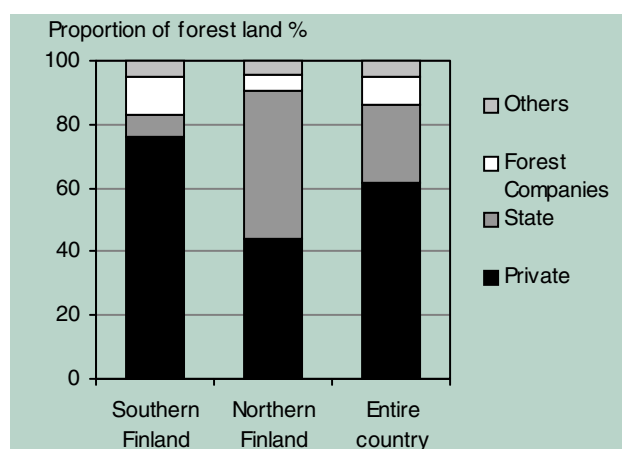 Proportion of forest land %
100
80
60
40
20
0
Southern
Finland
Northern
Finland
Entire
country
Others
Forest
Companies
State
Private